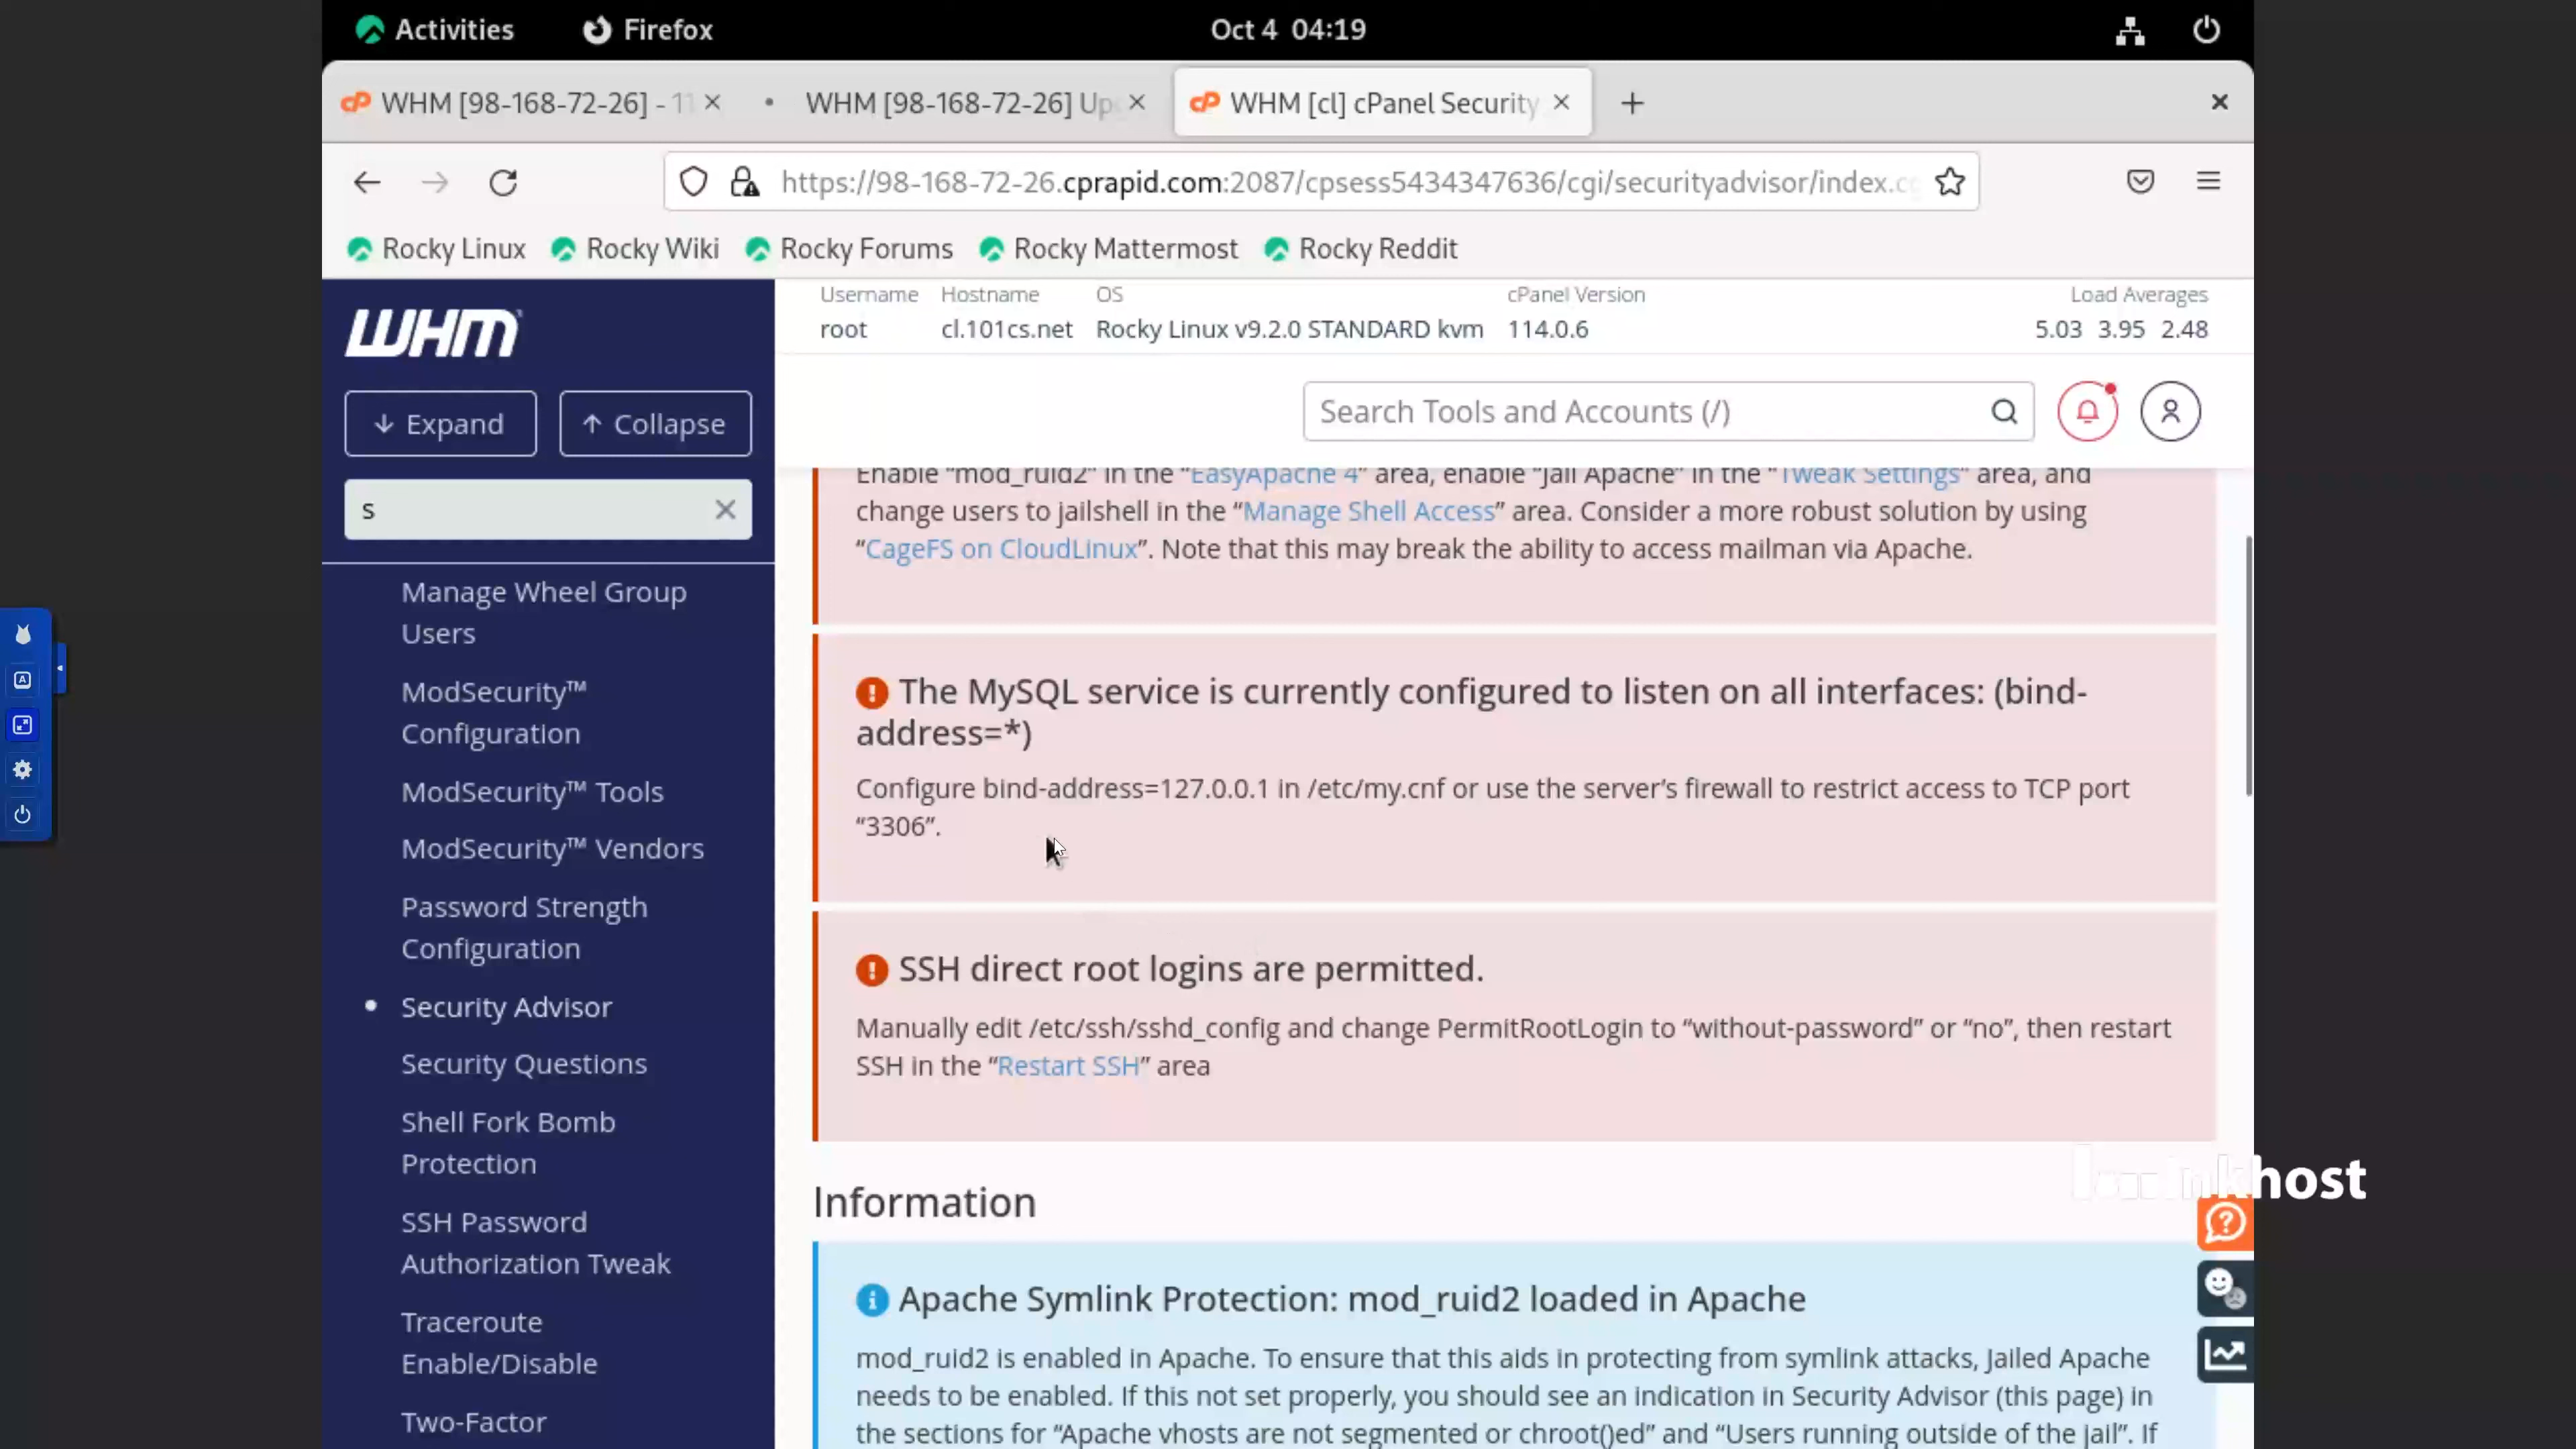 Activities Firefox Oct 4 04:19
WHM [98-168-72-26] - 11 WHM [98-168-72-26] Up WHM [cl] cPanel Security
https://98-168-72-26.cprapid.com:2087/cpsess5434347636/cgi/securityadvisor/index.cg
Rocky Linux Rocky Wiki Rocky Forums Rocky Mattermost Rocky Reddit
Username Hostname OS cPanel Version Load Averages
root cl.101cs.net Rocky Linux v9.2.0 STANDARD kvm 114.0.6 5.03 3.95 2.48
WHM
Expand Collapse
s
Manage Wheel Group
Users
ModSecurity™
Configuration
ModSecurity™ Tools
ModSecurity™ Vendors
Password Strength
Configuration
Security Advisor
Security Questions
Shell Fork Bomb
Protection
SSH Password
Authorization Tweak
Traceroute
Enable/Disable
Two-Factor
Search Tools and Accounts (/)
Enable “mod_ruid2” in the “EasyApache 4” area, enable “Jail Apache” in the “Tweak Settings” area, and
change users to jailshell in the “Manage Shell Access” area. Consider a more robust solution by using
“CageFS on CloudLinux”. Note that this may break the ability to access mailman via Apache.
The MySQL service is currently configured to listen on all interfaces: (bind-
address=*)
Configure bind-address=127.0.0.1 in /etc/my.cnf or use the server’s firewall to restrict access to TCP port
“3306”.
SSH direct root logins are permitted.
Manually edit /etc/ssh/sshd_config and change PermitRootLogin to “without-password” or “no”, then restart
SSH in the “Restart SSH” area
Information
Apache Symlink Protection: mod_ruid2 loaded in Apache
mod_ruid2 is enabled in Apache. To ensure that this aids in protecting from symlink attacks, Jailed Apache
needs to be enabled. If this not set properly, you should see an indication in Security Advisor (this page) in
the sections for “Apache vhosts are not segmented or chroot()ed” and “Users running outside of the jail”. If